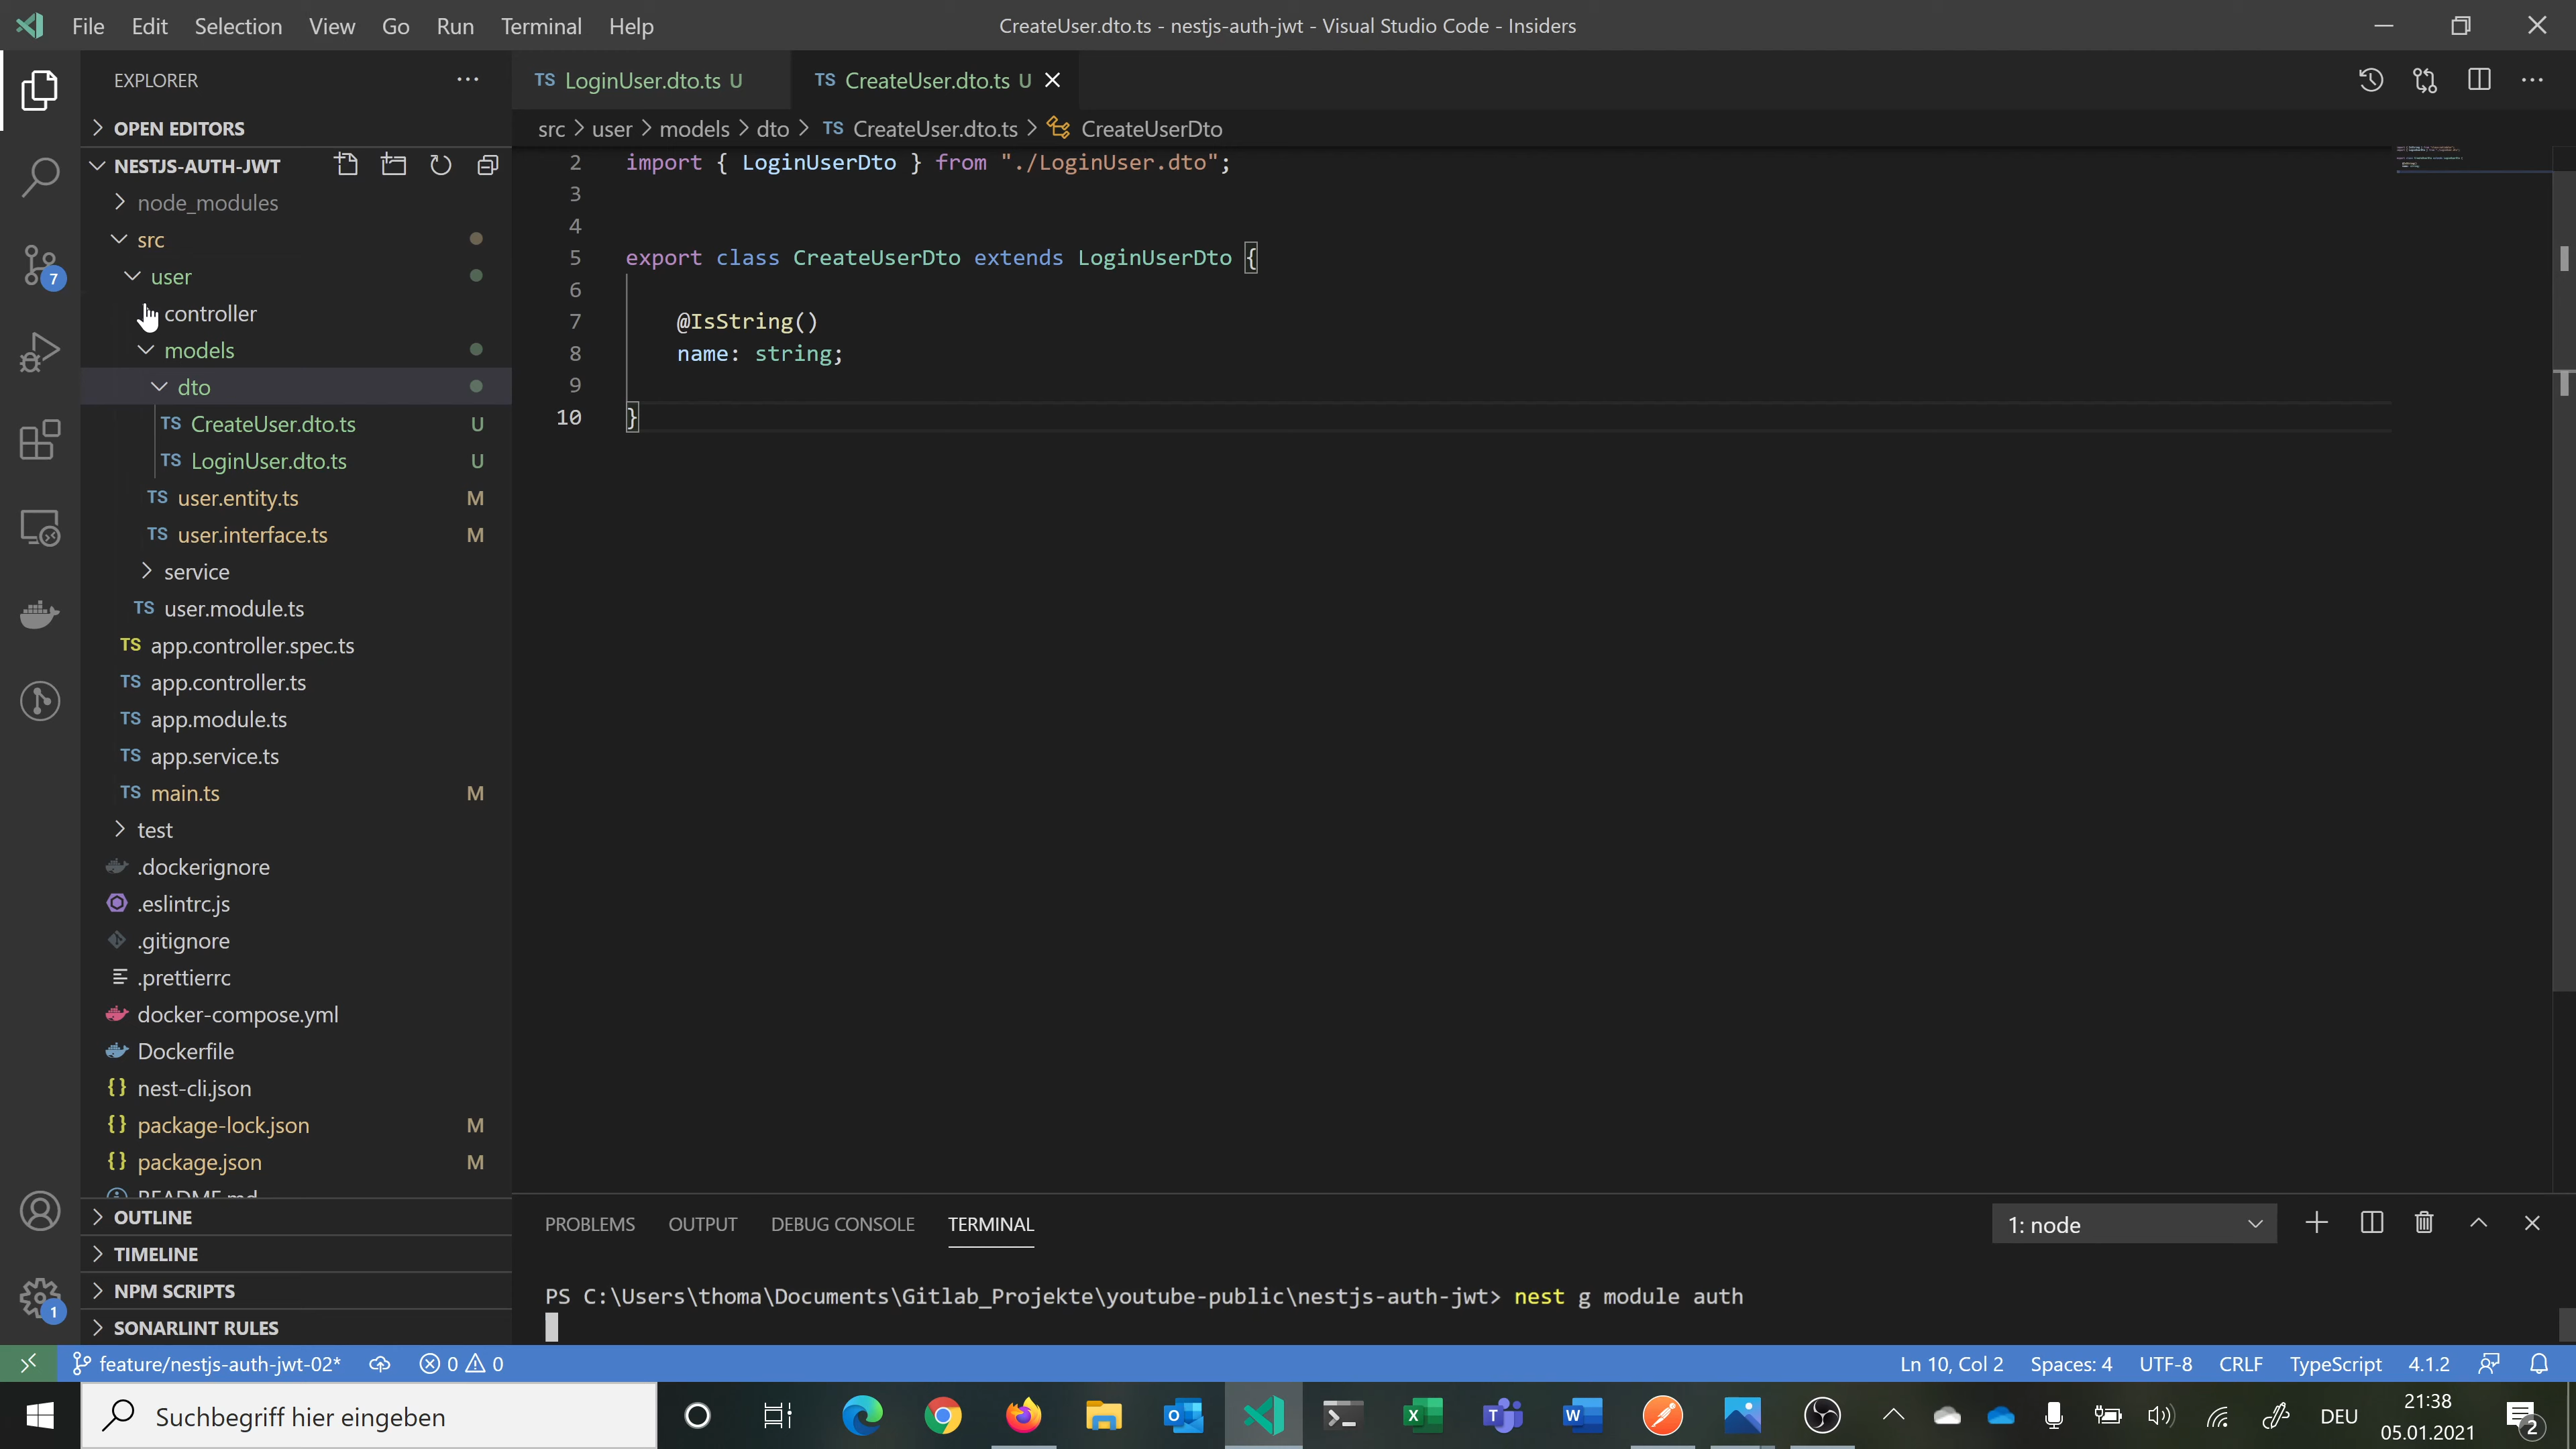 File Edit Selection View Go Run Terminal Help
CreateUser.dto.ts - nestjs-auth-jwt - Visual Studio Code - Insiders
EXPLORER
OPEN EDITORS
NESTJS-AUTH-JWT
node_modules
src
user
controller
models
dto
TS CreateUser.dto.ts U
TS LoginUser.dto.ts U
TS user.entity.ts M
TS user.interface.ts M
service
TS user.module.ts
TS app.controller.spec.ts
TS app.controller.ts
TS app.module.ts
TS app.service.ts
TS main.ts M
test
.dockerignore
.eslintrc.js
.gitignore
.prettierrc
docker-compose.yml
Dockerfile
{} nest-cli.json
{} package-lock.json M
{} package.json M
README.md
OUTLINE
TIMELINE
NPM SCRIPTS
SONARLINT RULES
7
1
TS LoginUser.dto.ts U
TS CreateUser.dto.ts U
src > user > models > dto > TS CreateUser.dto.ts > CreateUserDto
2 import { LoginUserDto } from "./LoginUser.dto";
3
4
5 export class CreateUserDto extends LoginUserDto {
6
7 @IsString()
8 name: string;
9
10 }
PROBLEMS OUTPUT DEBUG CONSOLE TERMINAL
1: node
PS C:\Users\thoma\Documents\Gitlab_Projekte\youtube-public\nestjs-auth-jwt> nest g module auth
feature/nestjs-auth-jwt-02* 0 0
Ln 10, Col 2 Spaces: 4 UTF-8 CRLF TypeScript 4.1.2
Suchbegriff hier eingeben
DEU
21:38
05.01.2021
2